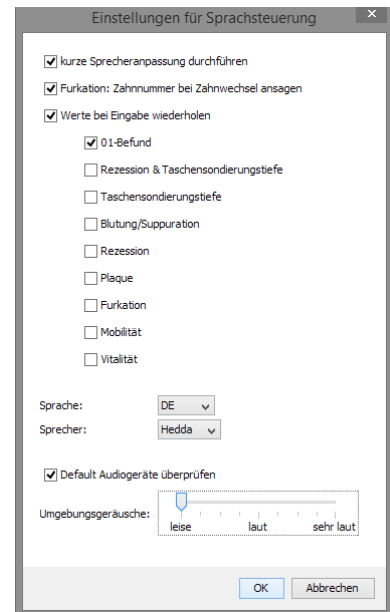 Einstellungen für Sprachsteuerung
kurze Sprecheranpassung durchführen
Furkation: Zahnnummer bei Zahnwechsel ansagen
Werte bei Eingabe wiederholen
01-Befund
Rezession & Taschensondierungstiefe
Taschensondierungstiefe
Blutung/Suppuration
Rezession
Plaque
Furkation
Mobilität
Vitalität
Sprache: DE
Sprecher: Hedda
Default Audiogeräte überprüfen
Umgebungsgeräusche:
leise laut sehr laut
OK Abbrechen